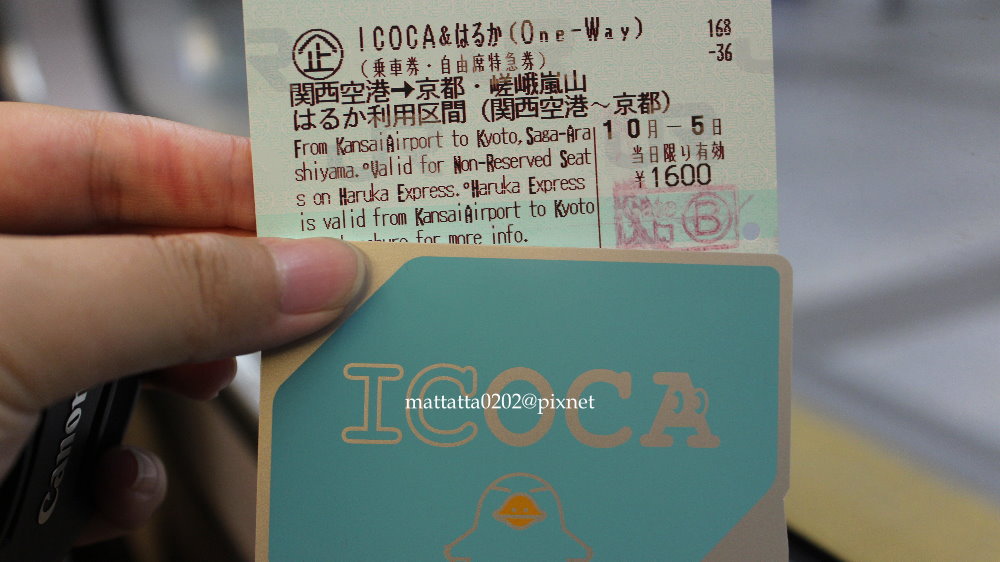 企 ICOCA&はるか(One-Way) 168
(乗車券・自由席特急券) -36
関西空港→京都・嵯峨嵐山
はるか利用区間(関西空港～京都)
From KansaiAirport to Kyoto,Saga-Ara 10月-5日
shiyama.°Valid for Non-Reserved Seat 当日限り有効
s on Haruka Express.°Haruka Express ¥1600
is valid from KansaiAirport to Kyoto B
for more info.
ICOCA
mattatta0202@pixnet
Canon